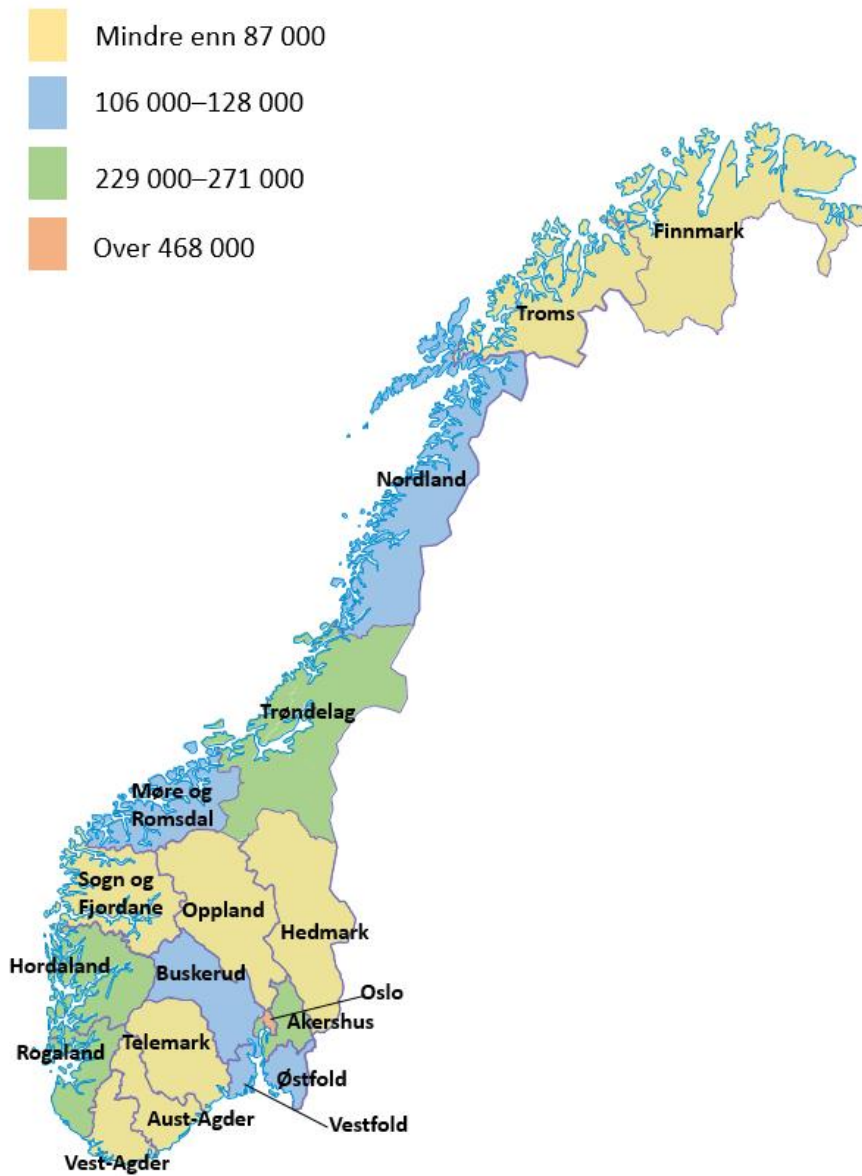 Mindre enn 87 000
106 000–128 000
229 000–271 000
Over 468 000
Finnmark
Troms
Nordland
Trøndelag
Møre og
Romsdal
Sogn og
Fjordane
Oppland
Hedmark
Hordaland
Buskerud
Oslo
Akershus
Telemark
Rogaland
Østfold
Aust-Agder
Vestfold
Vest-Agder